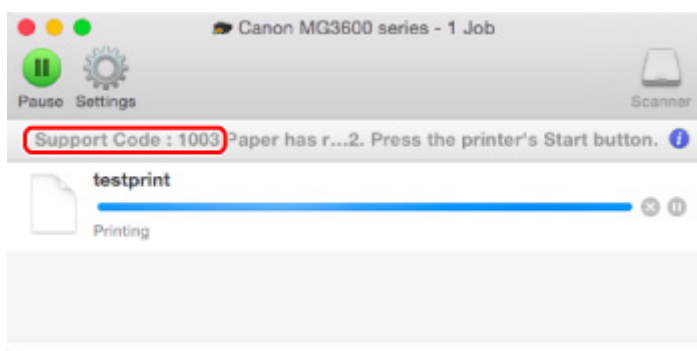 Canon MG3600 series - 1 Job
Pause Settings
Scanner
Support Code : 1003 Paper has r...2. Press the printer's Start button.
testprint
Printing